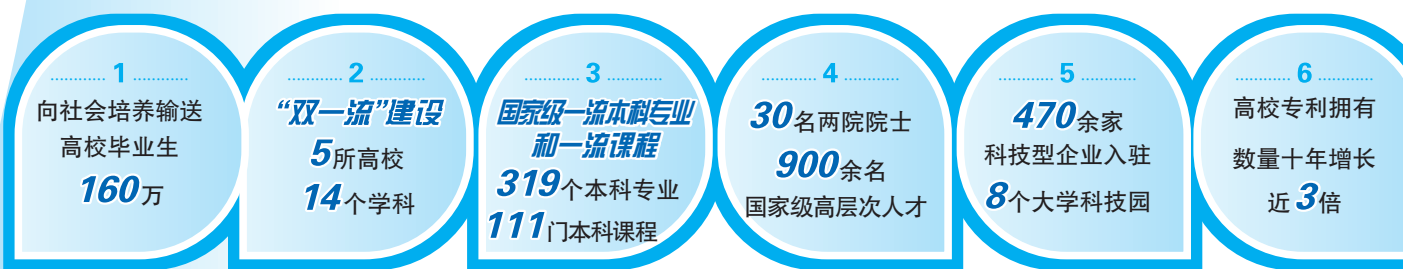 1
向社会培养输送
高校毕业生
160万
2
“双一流”建设
5所高校
14个学科
3
国家级一流本科专业
和一流课程
319个本科专业
111门本科课程
4
30名两院院士
900余名
国家级高层次人才
5
470余家
科技型企业入驻
8个大学科技园
6
高校专利拥有
数量十年增长
近3倍